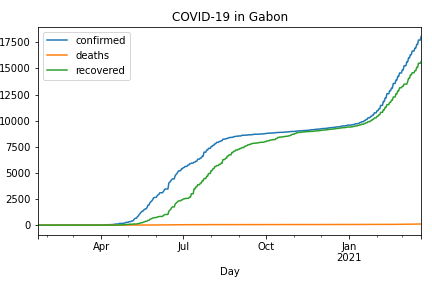 COVID-19 in Gabon
confirmed
deaths
recovered
17500
15000
12500
10000
7500
5000
2500
0
Apr
Jul
Oct
Jan
2021
Day